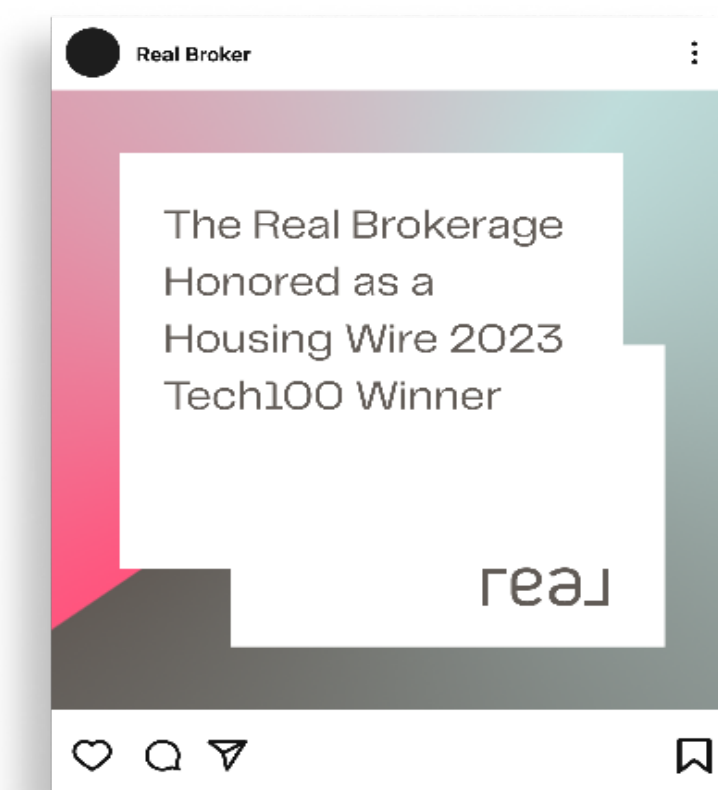 Real Broker
The Real Brokerage
Honored as a
Housing Wire 2023
Tech100 Winner
real